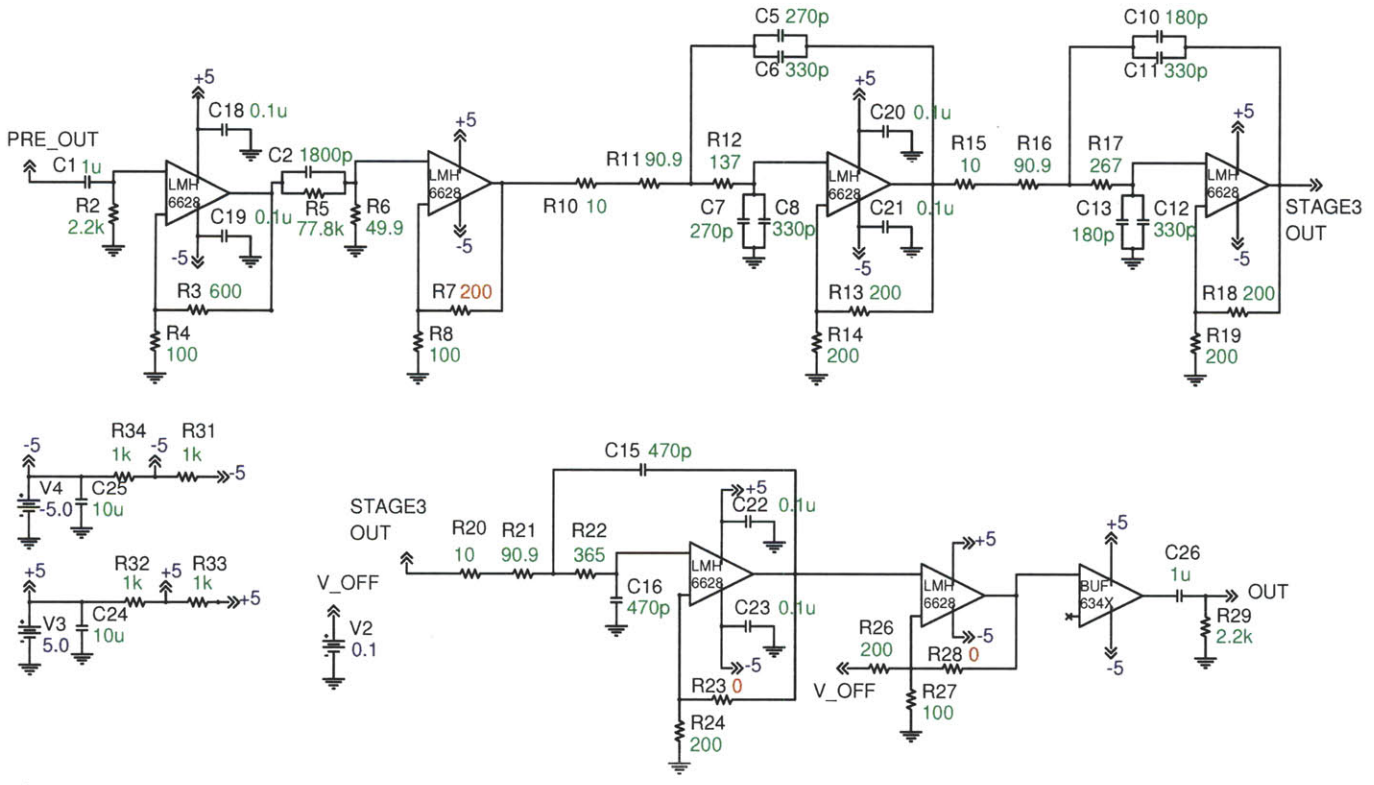 C5 270p
C6 330p
C10 180p
C11 330p
+5
C18 0.1u
PRE_OUT
C1 1u
R2
2.2k
LMH
6628
C19 0.1u
-5
R3 600
R4
100
C2 1800p
R5
77.8k
R6
49.9
+5
LMH
6628
-5
R7 200
R8
100
R10 10
R11 90.9
R12
137
C7
270p
C8
330p
+5
C20 0.1u
LMH
6628
C21 0.1u
-5
R13 200
R14
200
R15
10
R16
90.9
R17
267
C13
180p
C12
330p
+5
LMH
6628
-5
STAGE3
OUT
R18 200
R19
200
-5
R34
1k
-5
R31
1k
-5
V4
-5.0
C25
10u
+5
R32
1k
+5
R33
1k
+5
V3
5.0
C24
10u
V_OFF
V2
0.1
C15 470p
STAGE3
OUT
R20
10
R21
90.9
R22
365
C16
470p
+5
C22 0.1u
LMH
6628
C23 0.1u
-5
R23 0
R24
200
+5
LMH
6628
-5
R26
200
R28 0
V_OFF
R27
100
+5
BUF
634X
-5
C26
1u
OUT
R29
2.2k